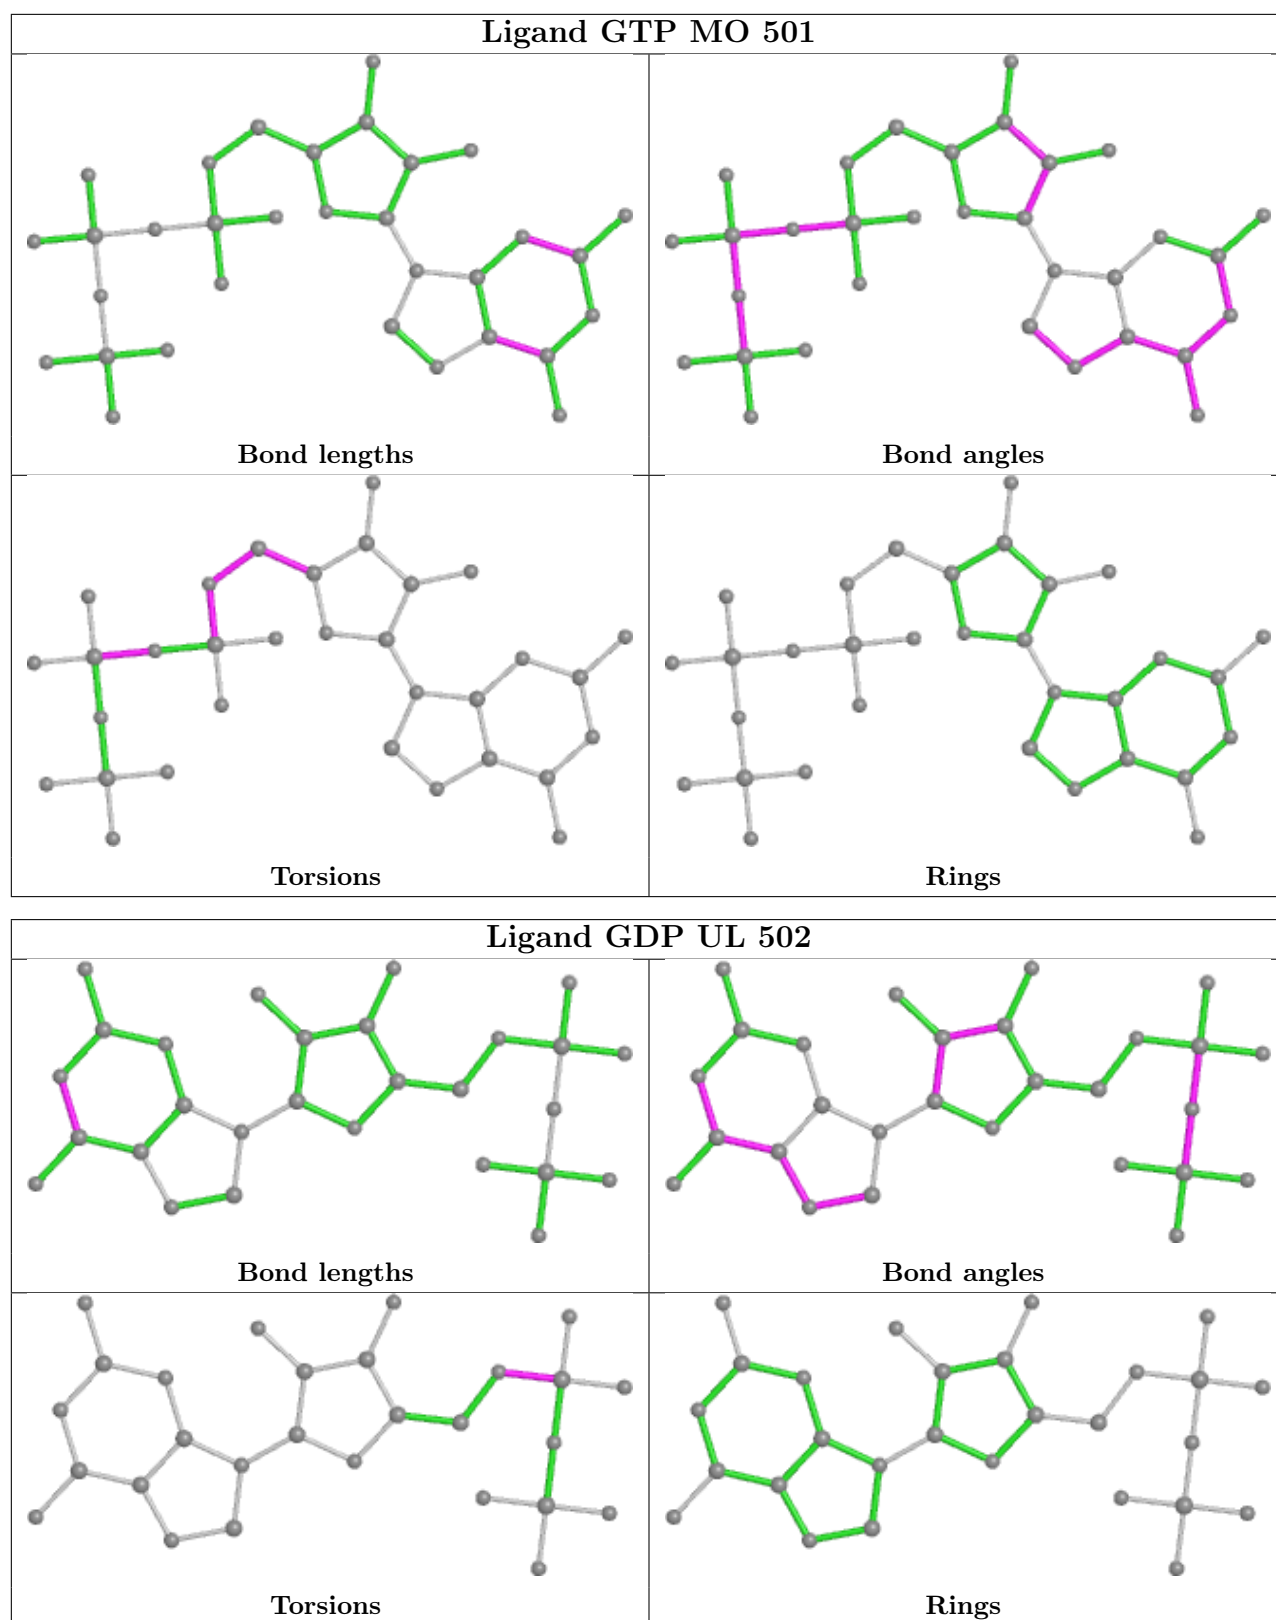 Ligand GTP MO 501
Bond lengths
Bond angles
Torsions
Rings
Ligand GDP UL 502
Bond lengths
Bond angles
Torsions
Rings